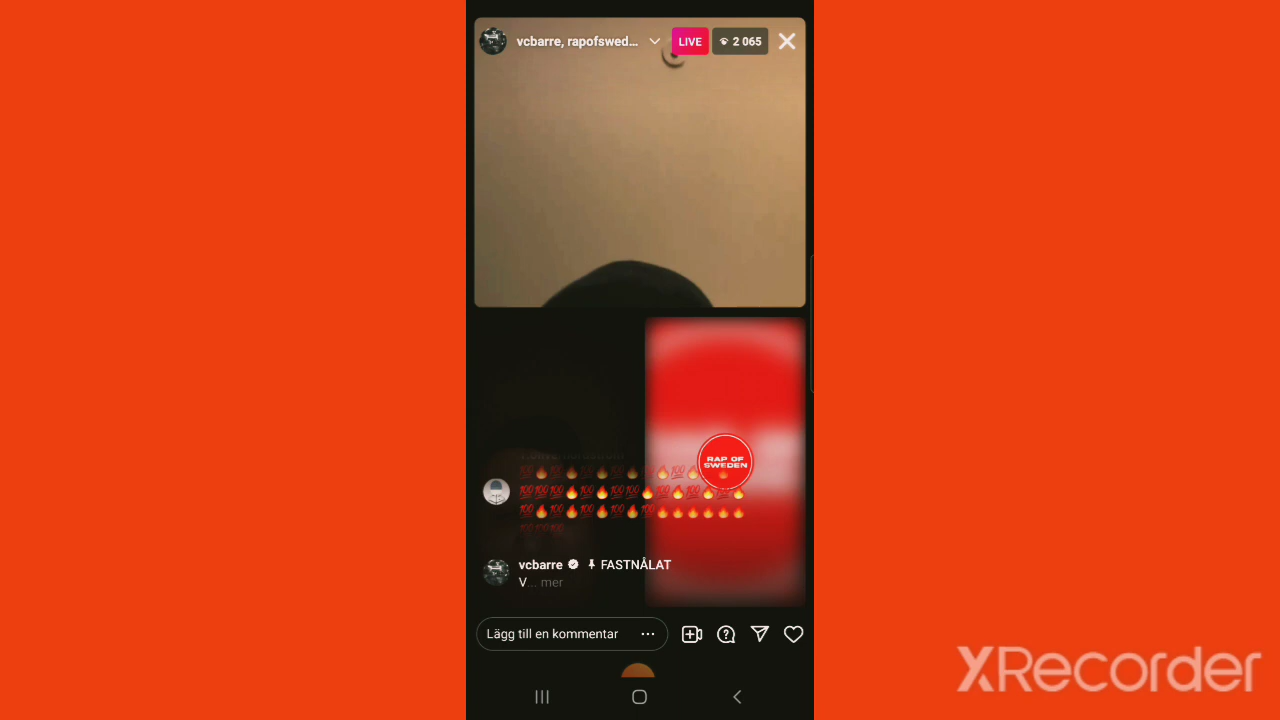 vcbarre, rapofswed...
LIVE
2 065
RAP OF
SWEDEN
vcbarre FASTNÅLAT
V... mer
Lägg till en kommentar
XRecorder